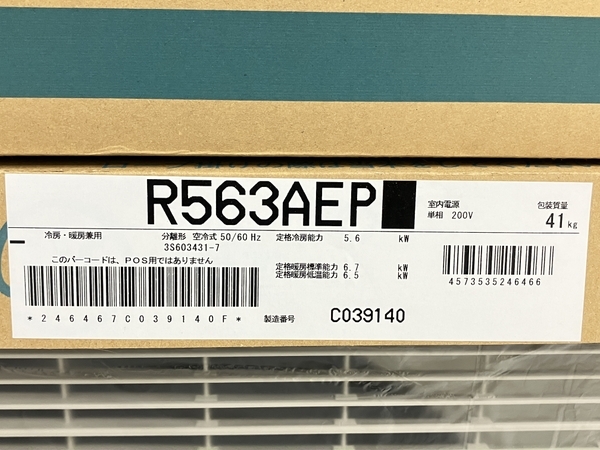 R563AEP
室内電源
単相 200V
包装質量
41kg
冷房・暖房兼用
分離形 空冷式 50/60 Hz
3S603431-7
定格冷房能力 5.6 kW
定格暖房標準能力 6.7 kW
定格暖房低温能力 6.5 kW
このバーコードは、POS用ではありません
*246467C039140F*
製造番号 C039140
4573535246466